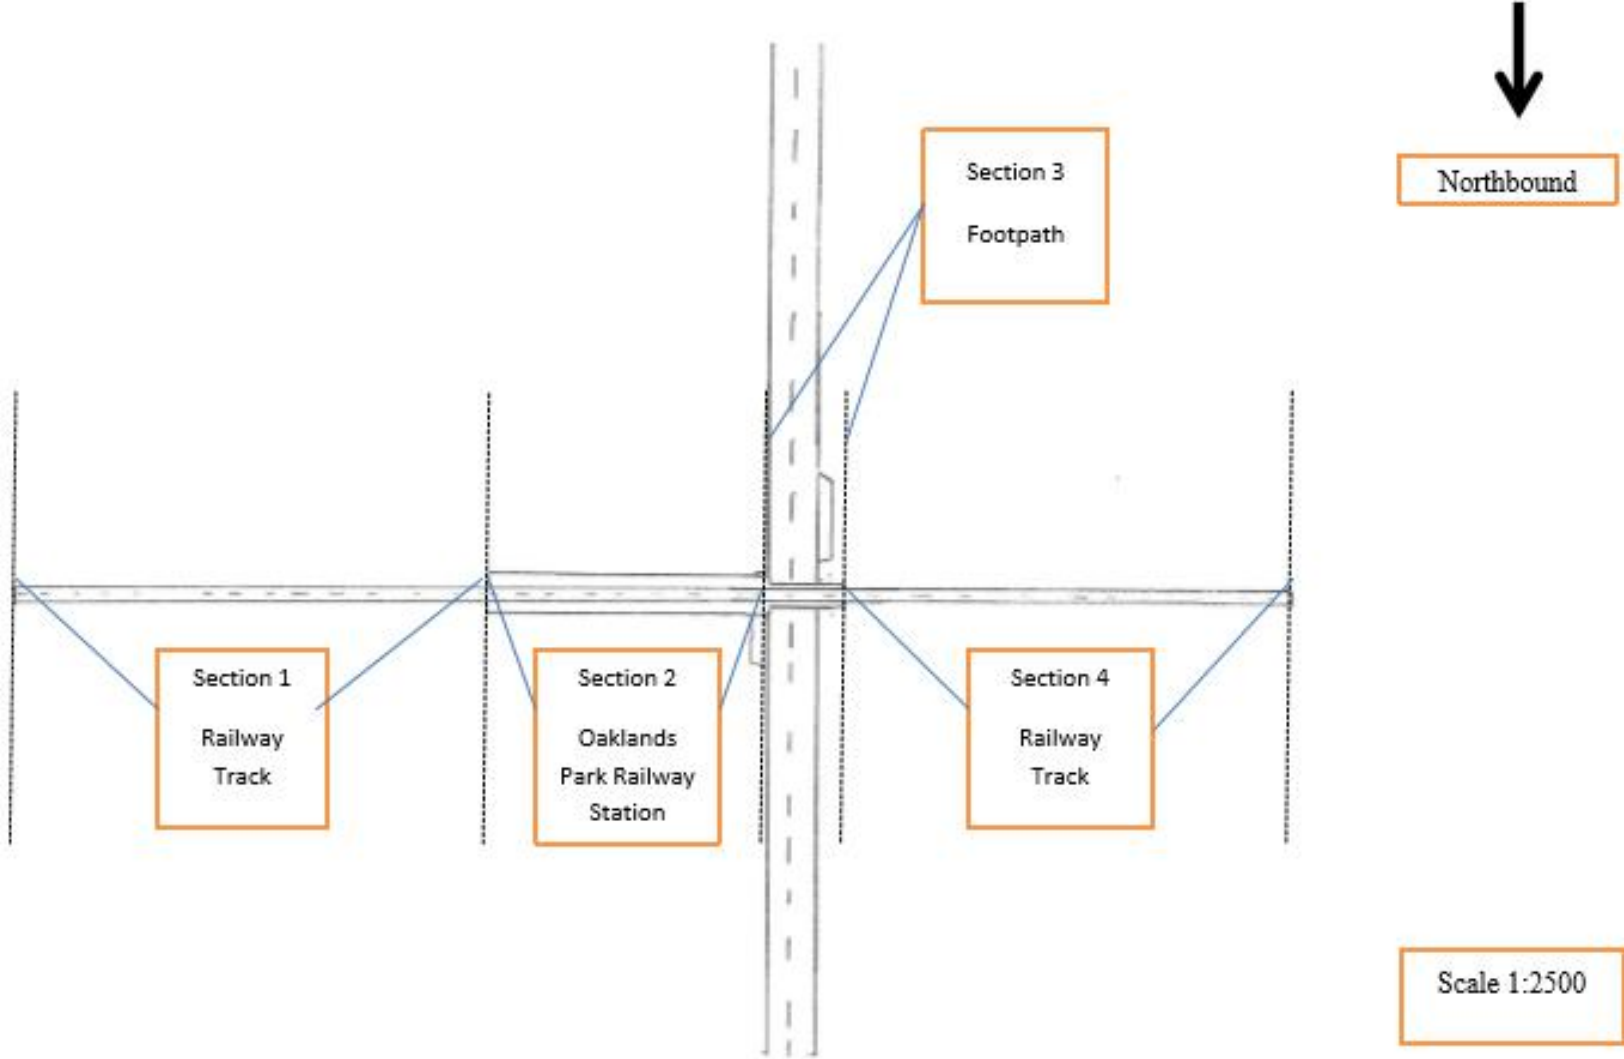 Section 3
Footpath
Northbound
Section 1
Railway
Track
Section 2
Oaklands
Park Railway
Station
Section 4
Railway
Track
Scale 1:2500